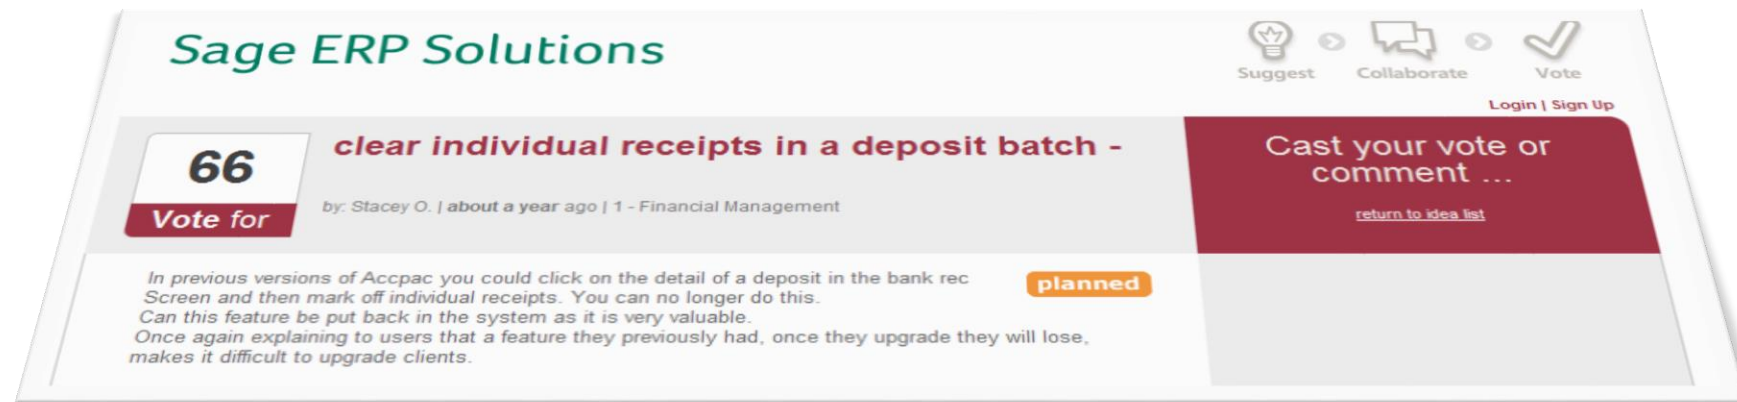 Sage ERP Solutions
Suggest
Collaborate
Vote
Login | Sign Up
66
Vote for
clear individual receipts in a deposit batch -
by: Stacey O. | about a year ago | 1 - Financial Management
Cast your vote or
comment ...
return to idea list
In previous versions of Accpac you could click on the detail of a deposit in the bank rec
Screen and then mark off individual receipts. You can no longer do this.
Can this feature be put back in the system as it is very valuable.
Once again explaining to users that a feature they previously had, once they upgrade they will lose,
makes it difficult to upgrade clients.
planned